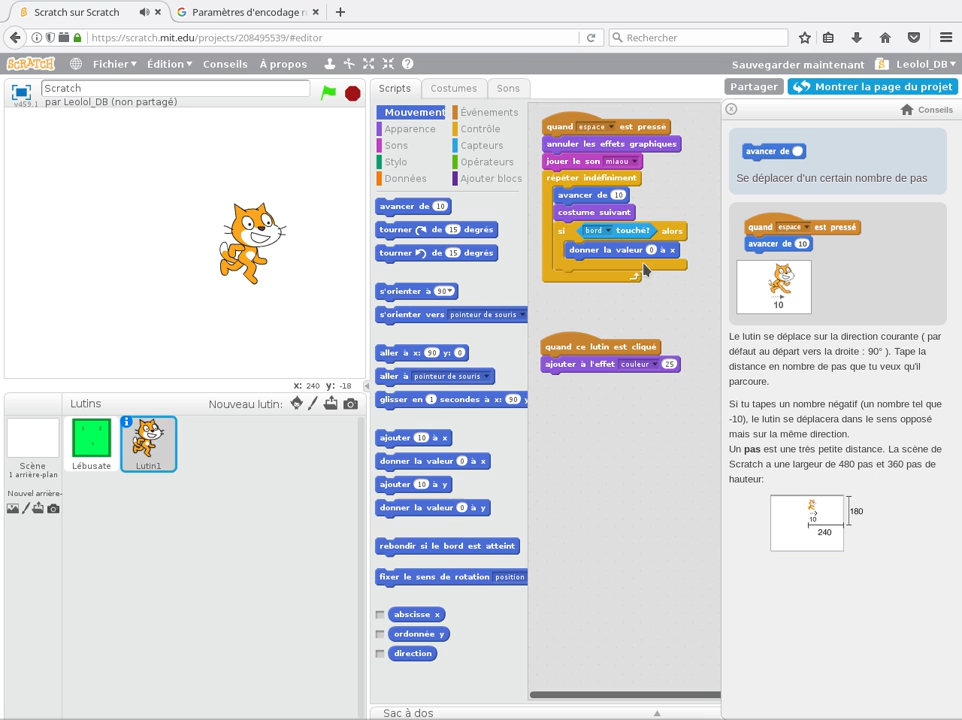 Scratch sur Scratch
Paramètres d'encodage r
https://scratch.mit.edu/projects/208495539/#editor
Rechercher
SCRATCH
Fichier
Édition
Conseils
À propos
Sauvegarder maintenant
Leolol_DB
v459.1
Scratch
par Leolol_DB (non partagé)
Scripts
Costumes
Sons
Partager
Montrer la page du projet
Mouvement
Événements
Apparence
Contrôle
Sons
Capteurs
Stylo
Opérateurs
Données
Ajouter blocs
avancer de 10
tourner 15 degrés
tourner 15 degrés
s'orienter à 90
s'orienter vers pointeur de souris
aller à x: 90 y: 0
aller à pointeur de souris
glisser en 1 secondes à x: 90 y
ajouter 10 à x
donner la valeur 0 à x
ajouter 10 à y
donner la valeur 0 à y
rebondir si le bord est atteint
fixer le sens de rotation position
abscisse x
ordonnée y
direction
quand espace est pressé
annuler les effets graphiques
jouer le son miaou
répéter indéfiniment
avancer de 10
costume suivant
si bord touché? alors
donner la valeur 0 à x
quand ce lutin est cliqué
ajouter à l'effet couleur 25
Sac à dos
x: 240 y: -18
Lutins
Nouveau lutin:
Scène
1 arrière-plan
Nouvel arrière-
Lébusate
Lutin1
Conseils
avancer de
Se déplacer d'un certain nombre de pas
quand espace est pressé
avancer de 10
10
Le lutin se déplace sur la direction courante ( par
défaut au départ vers la droite : 90° ). Tape la
distance en nombre de pas que tu veux qu'il
parcoure.
Si tu tapes un nombre négatif (un nombre tel que
-10), le lutin se déplacera dans le sens opposé
mais sur la même direction.
Un pas est une très petite distance. La scène de
Scratch a une largeur de 480 pas et 360 pas de
hauteur:
10
180
240